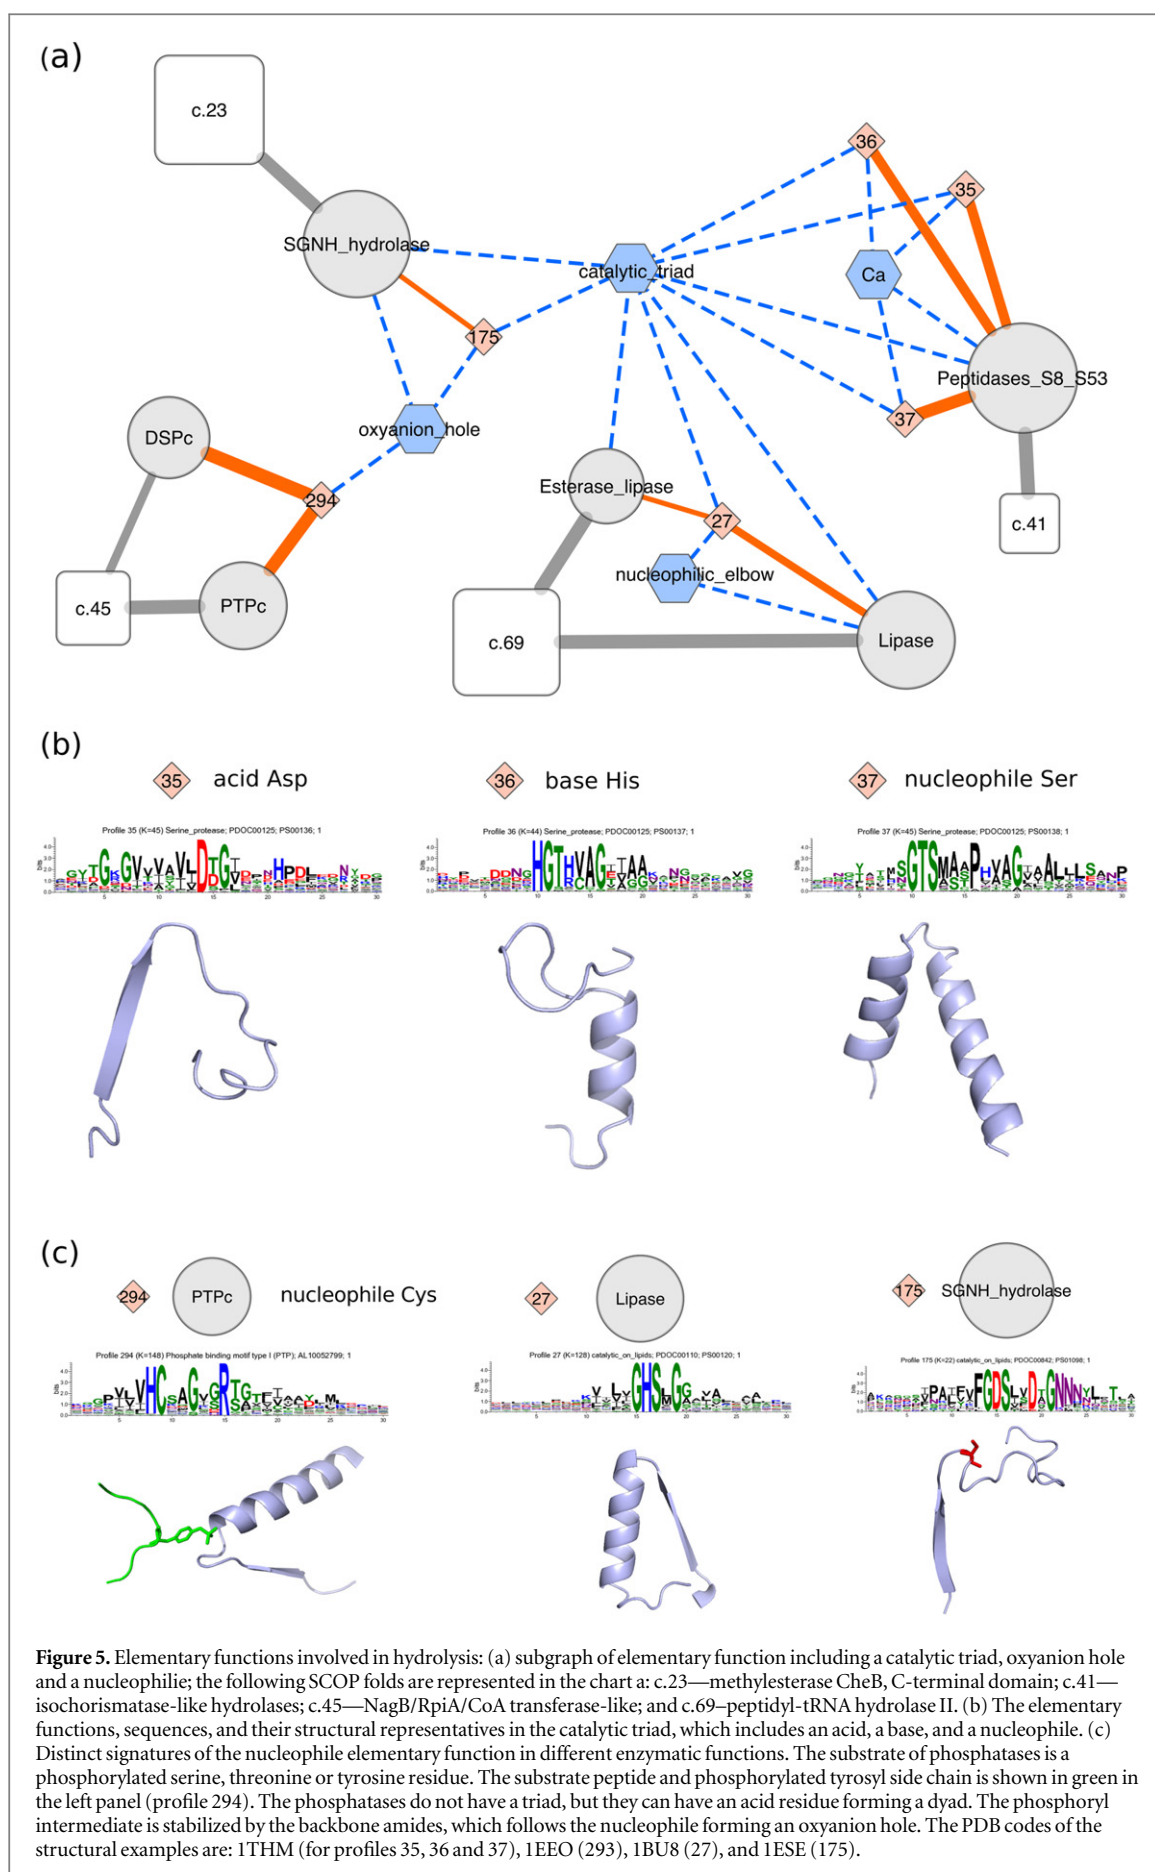 (a)
c.23
36
35
SGNH_hydrolase
catalytic_triad
Ca
175
Peptidases_S8_S53
37
oxyanion_hole
DSPc
294
Esterase_lipase
27
c.41
nucleophilic_elbow
c.45
PTPc
c.69
Lipase
(b)
35 acid Asp
36 base His
37 nucleophile Ser
Profile 35 (K=45) Serine_protease; PDOC00125; PS00136; 1
Profile 36 (K=44) Serine_protease; PDOC00125; PS00137; 1
Profile 37 (K=45) Serine_protease; PDOC00125; PS00138; 1
(c)
294 PTPc nucleophile Cys
27 Lipase
175 SGNH_hydrolase
Profile 294 (K=148) Phosphate binding motif type I (PTP); AL10052799; 1
Profile 27 (K=128) catalytic_on_lipids; PDOC00110; PS00120; 1
Profile 175 (K=22) catalytic_on_lipids; PDOC00842; PS01098; 1
Figure 5. Elementary functions involved in hydrolysis: (a) subgraph of elementary function including a catalytic triad, oxyanion hole
and a nucleophilie; the following SCOP folds are represented in the chart a: c.23—methylesterase CheB, C-terminal domain; c.41—
isochorismatase-like hydrolases; c.45—NagB/RpiA/CoA transferase-like; and c.69–peptidyl-tRNA hydrolase II. (b) The elementary
functions, sequences, and their structural representatives in the catalytic triad, which includes an acid, a base, and a nucleophile. (c)
Distinct signatures of the nucleophile elementary function in different enzymatic functions. The substrate of phosphatases is a
phosphorylated serine, threonine or tyrosine residue. The substrate peptide and phosphorylated tyrosyl side chain is shown in green in
the left panel (profile 294). The phosphatases do not have a triad, but they can have an acid residue forming a dyad. The phosphoryl
intermediate is stabilized by the backbone amides, which follows the nucleophile forming an oxyanion hole. The PDB codes of the
structural examples are: 1THM (for profiles 35, 36 and 37), 1EEO (293), 1BU8 (27), and 1ESE (175).